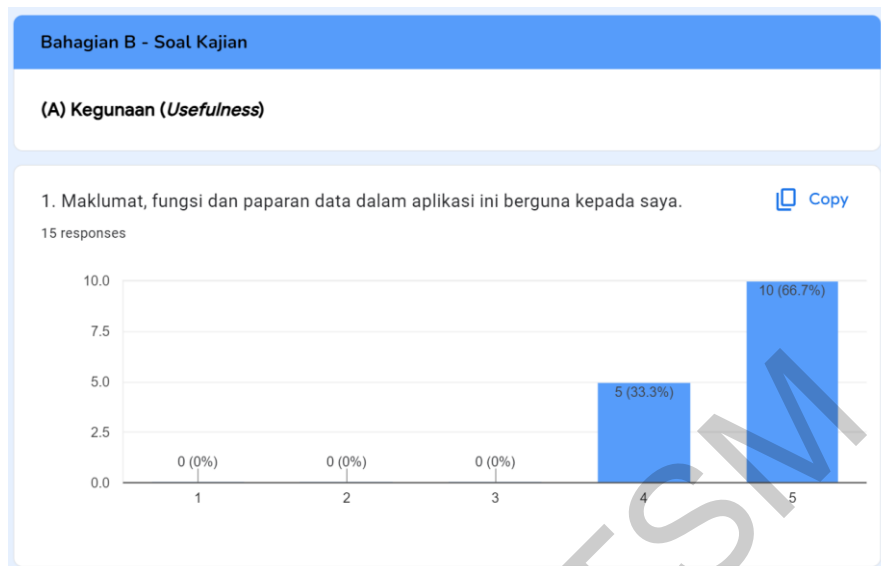 Bahagian B - Soal Kajian
(A) Kegunaan (Usefulness)
1. Maklumat, fungsi dan paparan data dalam aplikasi ini berguna kepada saya.
Copy
15 responses
10.0
10 (66.7%)
7.5
5.0
5 (33.3%)
2.5
0 (0%) 0 (0%) 0 (0%)
0.0
1 2 3 4 5
TSM